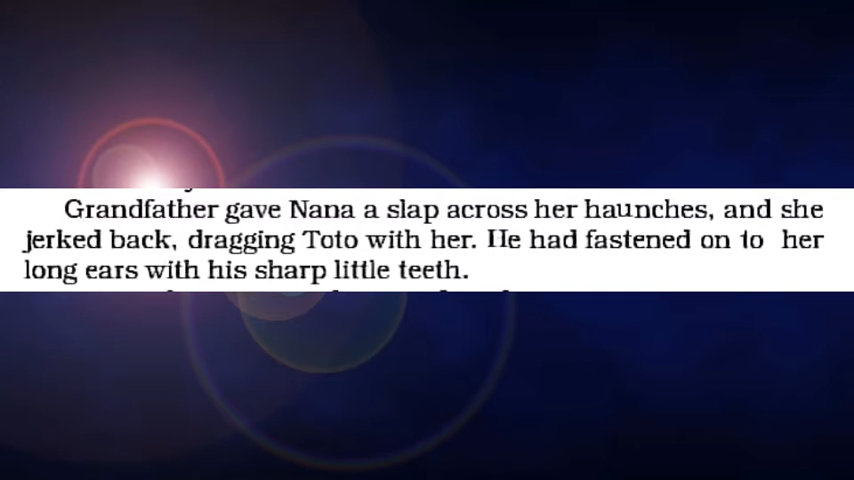 Grandfather gave Nana a slap across her haunches, and she
jerked back, dragging Toto with her. He had fastened on to her
long ears with his sharp little teeth.